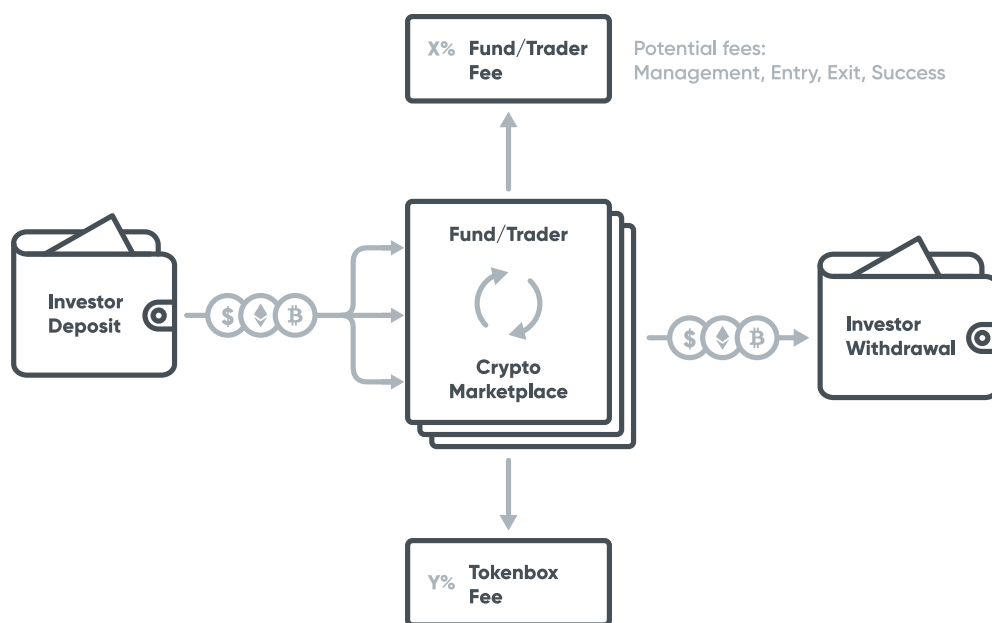 X% Fund/Trader
Fee
Potential fees:
Management, Entry, Exit, Success
Investor
Deposit
$
Fund/Trader
Crypto
Marketplace
$
Investor
Withdrawal
Y% Tokenbox
Fee